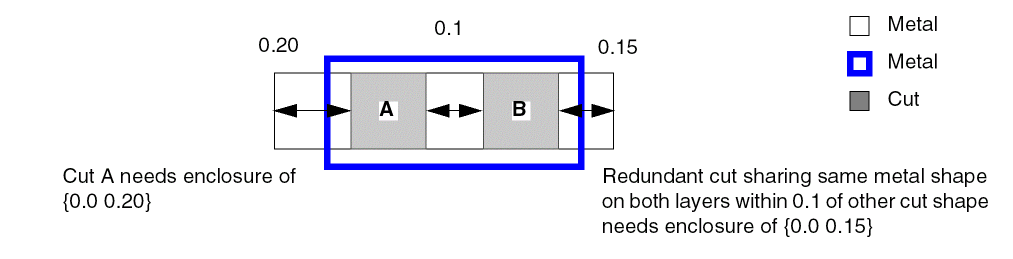 0.1
0.20
0.15
Metal
Metal
Cut
A
B
Cut A needs enclosure of
{0.0 0.20}
Redundant cut sharing same metal shape
on both layers within 0.1 of other cut shape
needs enclosure of {0.0 0.15}